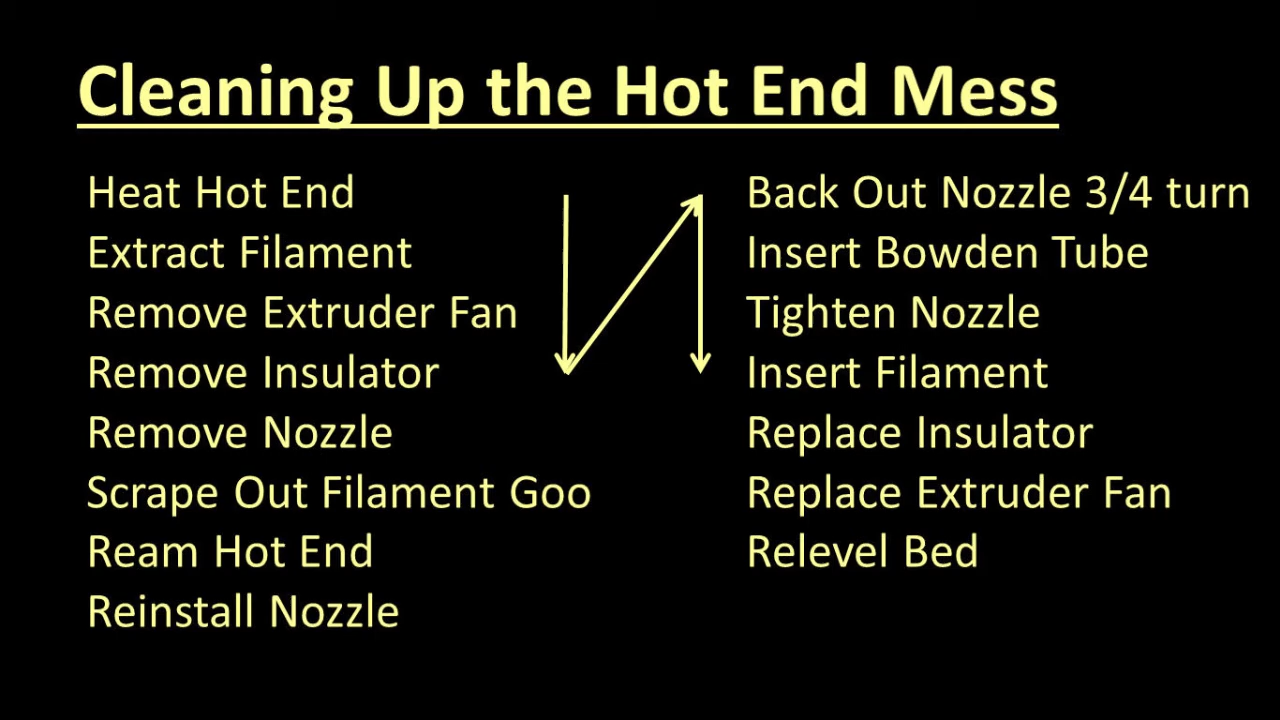 Cleaning Up the Hot End Mess
Heat Hot End
Extract Filament
Remove Extruder Fan
Remove Insulator
Remove Nozzle
Scrape Out Filament Goo
Ream Hot End
Reinstall Nozzle
Back Out Nozzle 3/4 turn
Insert Bowden Tube
Tighten Nozzle
Insert Filament
Replace Insulator
Replace Extruder Fan
Relevel Bed